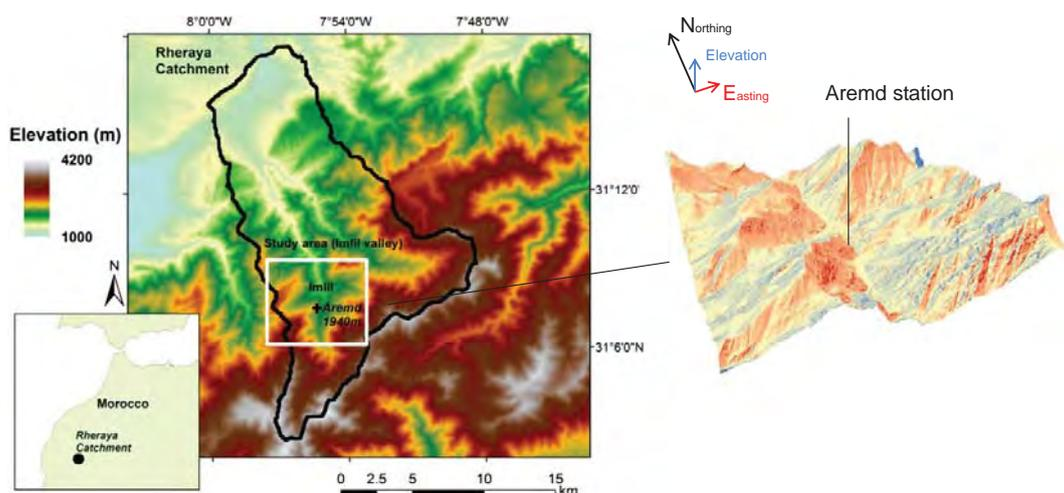 8°0'0"W 7°54'0"W 7°48'0"W
Rheraya
Catchment
Elevation (m)
4200
1000
31°12'0'
Study area (Imlil valley)
Imlil
Aremd
1940m
N
31°6'0"N
Morocco
Rheraya
Catchment
0 2.5 5 10 15
km
Northing
Elevation
Easting
Aremd station